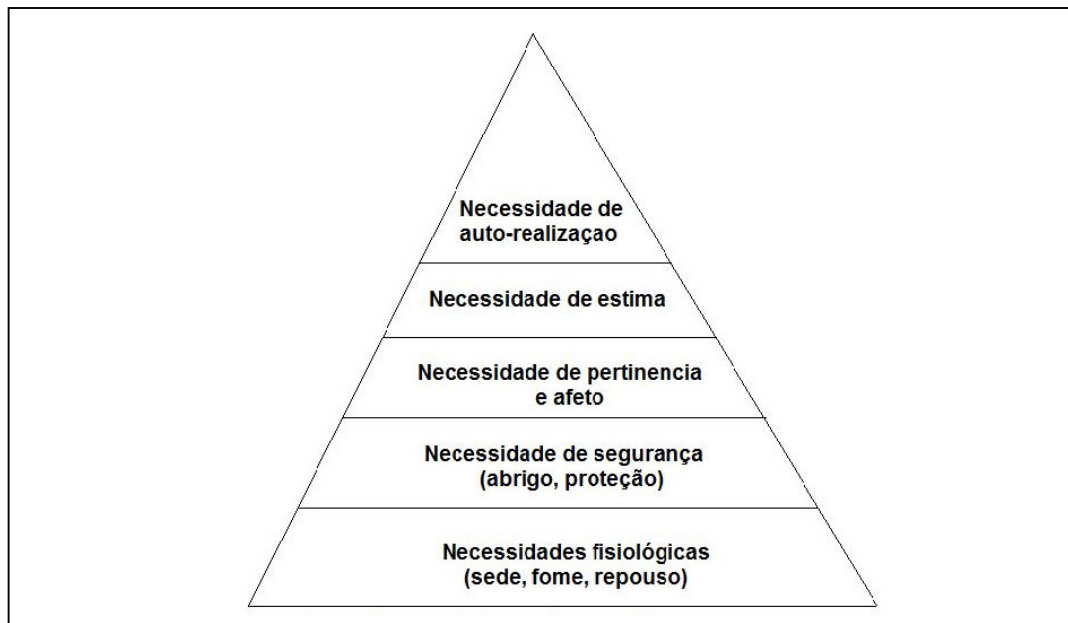 Necessidade de
auto-realizaçao
Necessidade de estima
Necessidade de pertinencia
e afeto
Necessidade de segurança
(abrigo, proteção)
Necessidades fisiológicas
(sede, fome, repouso)